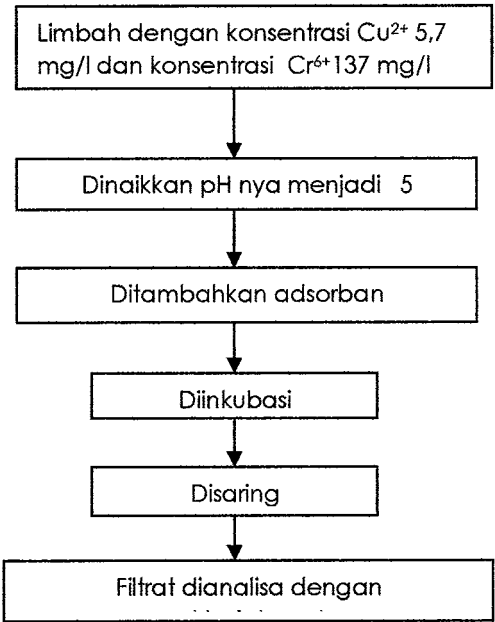 Limbah dengan konsentrasi Cu²⁺ 5,7
mg/l dan konsentrasi Cr⁶⁺ 137 mg/l
Dinaikkan pH nya menjadi 5
Ditambahkan adsorban
Diinkubasi
Disaring
Filtrat dianalisa dengan